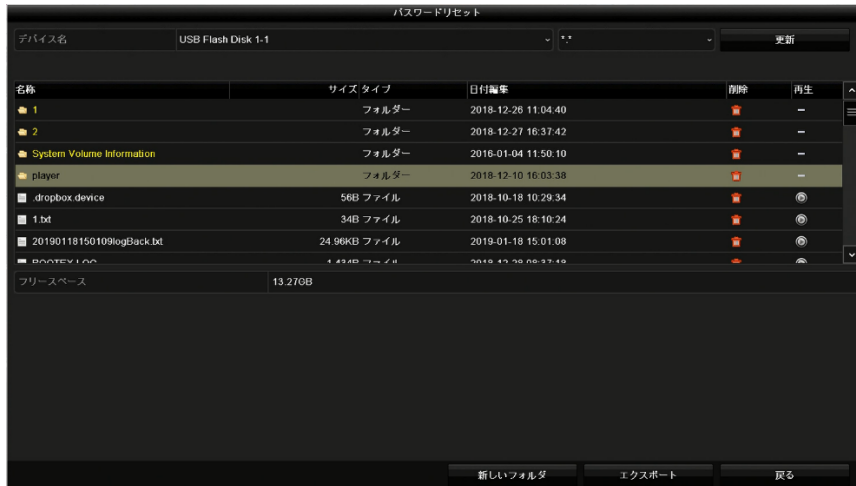 パスワードリセット
デバイス名 USB Flash Disk 1-1 *.* 更新
名称 サイズ タイプ 日付編集 削除 再生
1 フォルダー 2018-12-26 11:04:40 –
2 フォルダー 2018-12-27 16:37:42 –
System Volume Information フォルダー 2016-01-04 11:50:10 –
player フォルダー 2018-12-10 16:03:38 –
.dropbox.device 56B ファイル 2018-10-18 10:29:34
1.txt 34B ファイル 2018-10-25 18:10:24
20190118150109logBack.txt 24.96KB ファイル 2019-01-18 15:01:08
BOOTEX.LOG ファイル
フリースペース 13.27GB
新しいフォルダ エクスポート 戻る